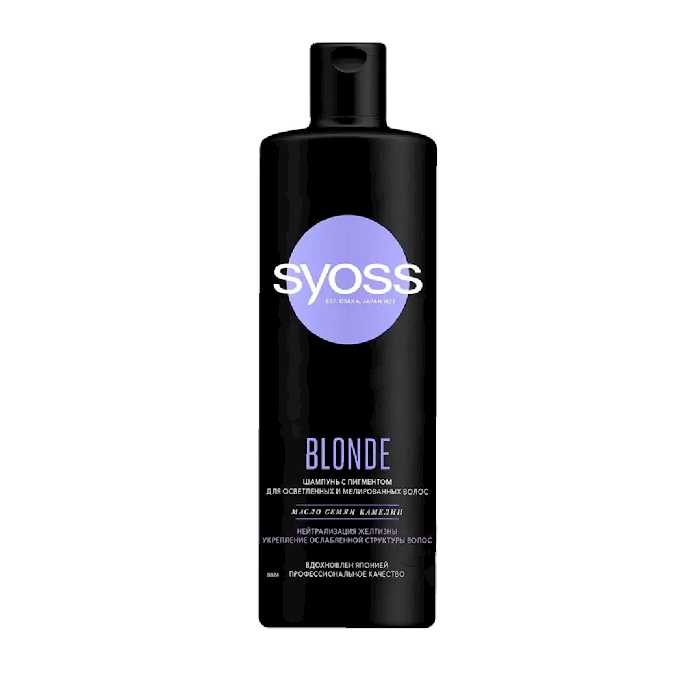 syoss
BLONDE
ШАМПУНЬ С ПИГМЕНТОМ
ДЛЯ ОСВЕТЛЕННЫХ И МЕЛИРОВАННЫХ ВОЛОС
МАСЛО СЕМЯН КАМЕЛИИ
НЕЙТРАЛИЗАЦИЯ ЖЕЛТИЗНЫ
УКРЕПЛЕНИЕ ОСЛАБЛЕННОЙ СТРУКТУРЫ ВОЛОС
ВДОХНОВЛЕН ЯПОНИЕЙ
ПРОФЕССИОНАЛЬНОЕ КАЧЕСТВО